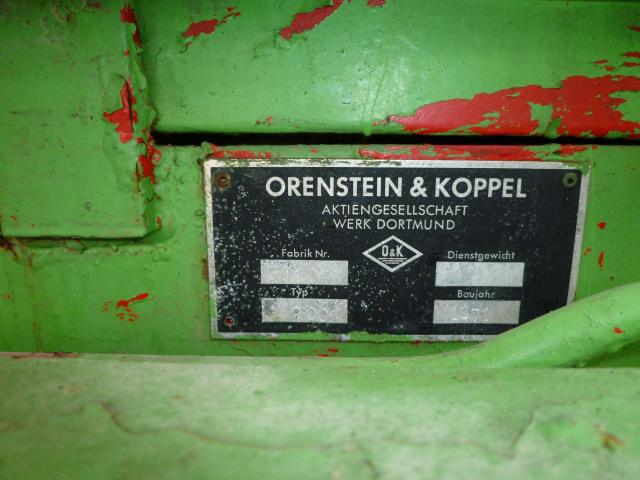 ORENSTEIN & KOPPEL
AKTIENGESELLSCHAFT
WERK DORTMUND
O&K
Fabrik Nr.
Dienstgewicht
Typ
Baujahr